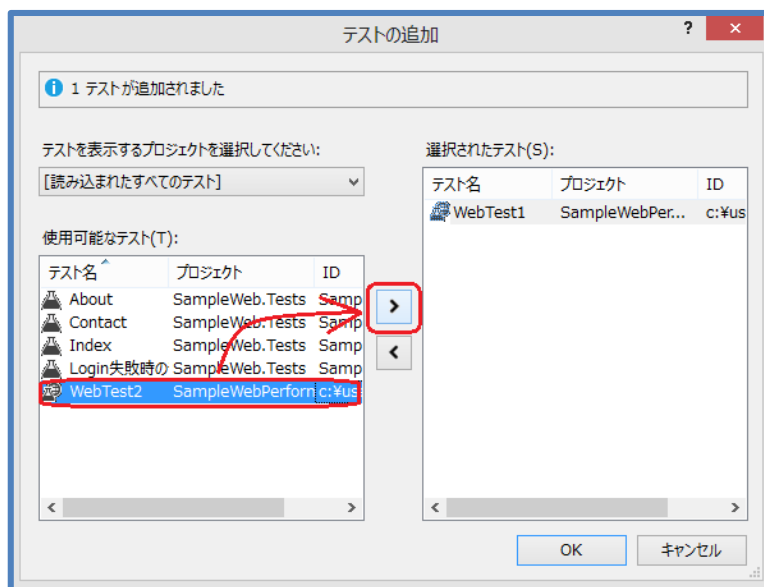 テストの追加
?
1 テストが追加されました
テストを表示するプロジェクトを選択してください:
[読み込まれたすべてのテスト]
使用可能なテスト(T):
テスト名 プロジェクト ID
About SampleWeb.Tests Samp
Contact SampleWeb.Tests Samp
Index SampleWeb.Tests Samp
Login失敗時の SampleWeb.Tests Samp
WebTest2 SampleWebPerforn c:¥us
選択されたテスト(S):
テスト名 プロジェクト ID
WebTest1 SampleWebPer... c:¥us
OK キャンセル